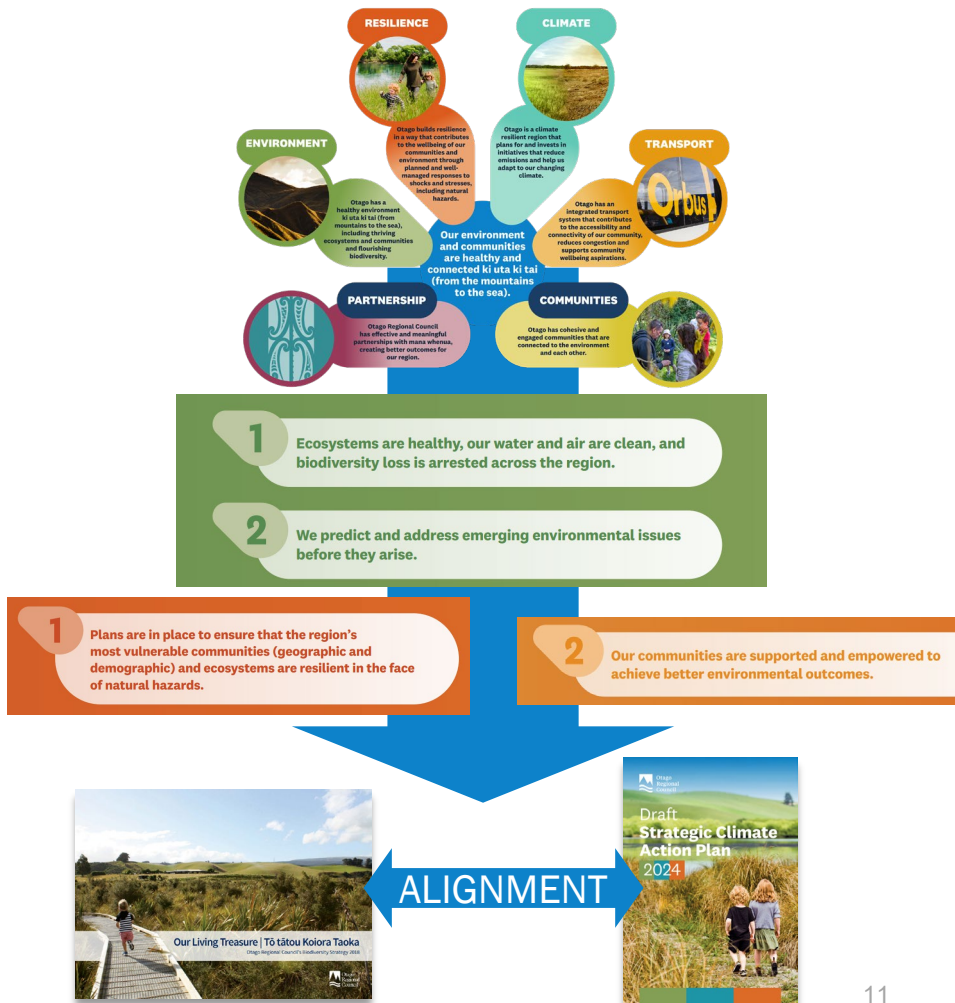 RESILIENCE
CLIMATE
Otago builds resilience
in a way that contributes
to the wellbeing of our
communities and
environment through
planned and well-
managed responses to
shocks and stresses,
including natural
hazards.
Otago is a climate
resilient region that
plans for and invests in
initiatives that reduce
emissions and help us
adapt to our changing
climate.
ENVIRONMENT
TRANSPORT
Otago has a
healthy environment
ki uta ki tai (from
mountains to the sea),
including thriving
ecosystems and communities
and flourishing
biodiversity.
Otago has an
integrated transport
system that contributes
to the accessibility and
connectivity of our community,
reduces congestion and
supports community
wellbeing aspirations.
Orbus
Our environment
and communities
are healthy and
connected ki uta ki tai
(from the mountains
to the sea).
PARTNERSHIP
COMMUNITIES
Otago Regional Council
has effective and meaningful
partnerships with mana whenua,
creating better outcomes for
our region.
Otago has cohesive and
engaged communities that are
connected to the environment
and each other.
1
Ecosystems are healthy, our water and air are clean, and
biodiversity loss is arrested across the region.
2
We predict and address emerging environmental issues
before they arise.
1
Plans are in place to ensure that the region's
most vulnerable communities (geographic and
demographic) and ecosystems are resilient in the face
of natural hazards.
2
Our communities are supported and empowered to
achieve better environmental outcomes.
Our Living Treasure | Tō tātou Koiora Taoka
Otago Regional Council's Biodiversity Strategy 2018
Otago
Regional
Council
ALIGNMENT
Otago
Regional
Council
Draft
Strategic Climate
Action Plan
2024
11